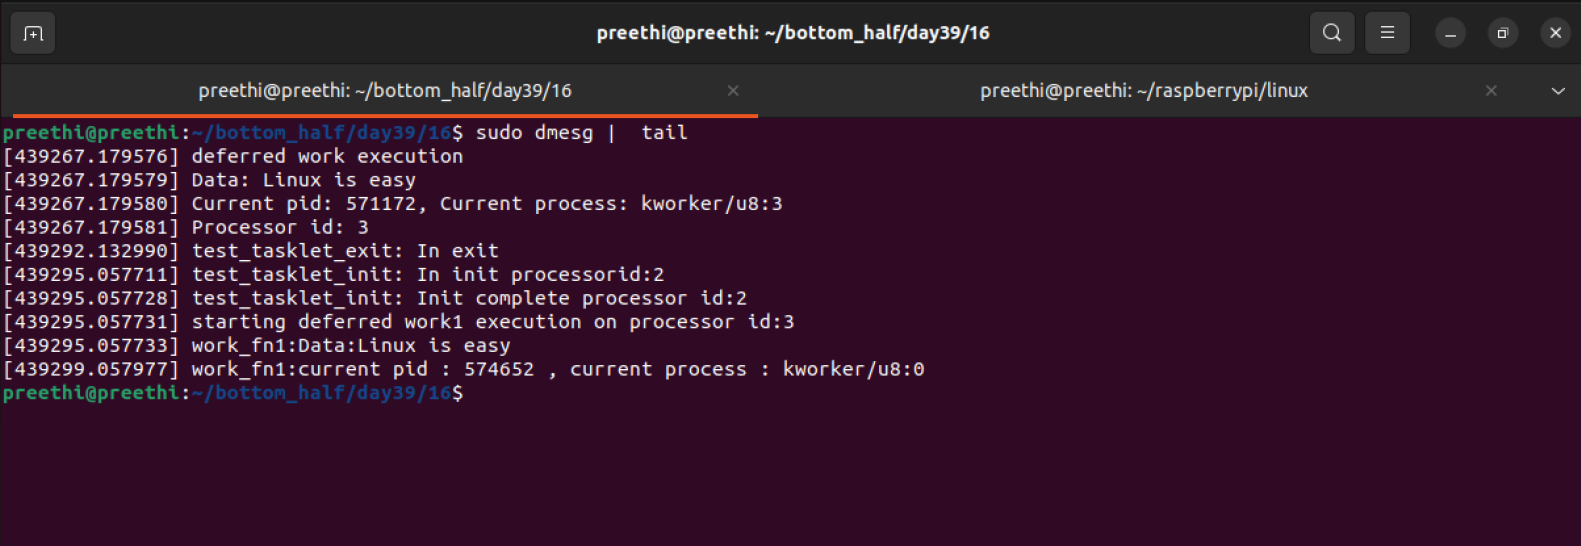 preethi@preethi: ~/bottom_half/day39/16
preethi@preethi: ~/bottom_half/day39/16
preethi@preethi: ~/raspberrypi/linux
preethi@preethi:~/bottom_half/day39/16$ sudo dmesg |  tail
[439267.179576] deferred work execution
[439267.179579] Data: Linux is easy
[439267.179580] Current pid: 571172, Current process: kworker/u8:3
[439267.179581] Processor id: 3
[439292.132990] test_tasklet_exit: In exit
[439295.057711] test_tasklet_init: In init processorid:2
[439295.057728] test_tasklet_init: Init complete processor id:2
[439295.057731] starting deferred work1 execution on processor id:3
[439295.057733] work_fn1:Data:Linux is easy
[439299.057977] work_fn1:current pid : 574652 , current process : kworker/u8:0
preethi@preethi:~/bottom_half/day39/16$